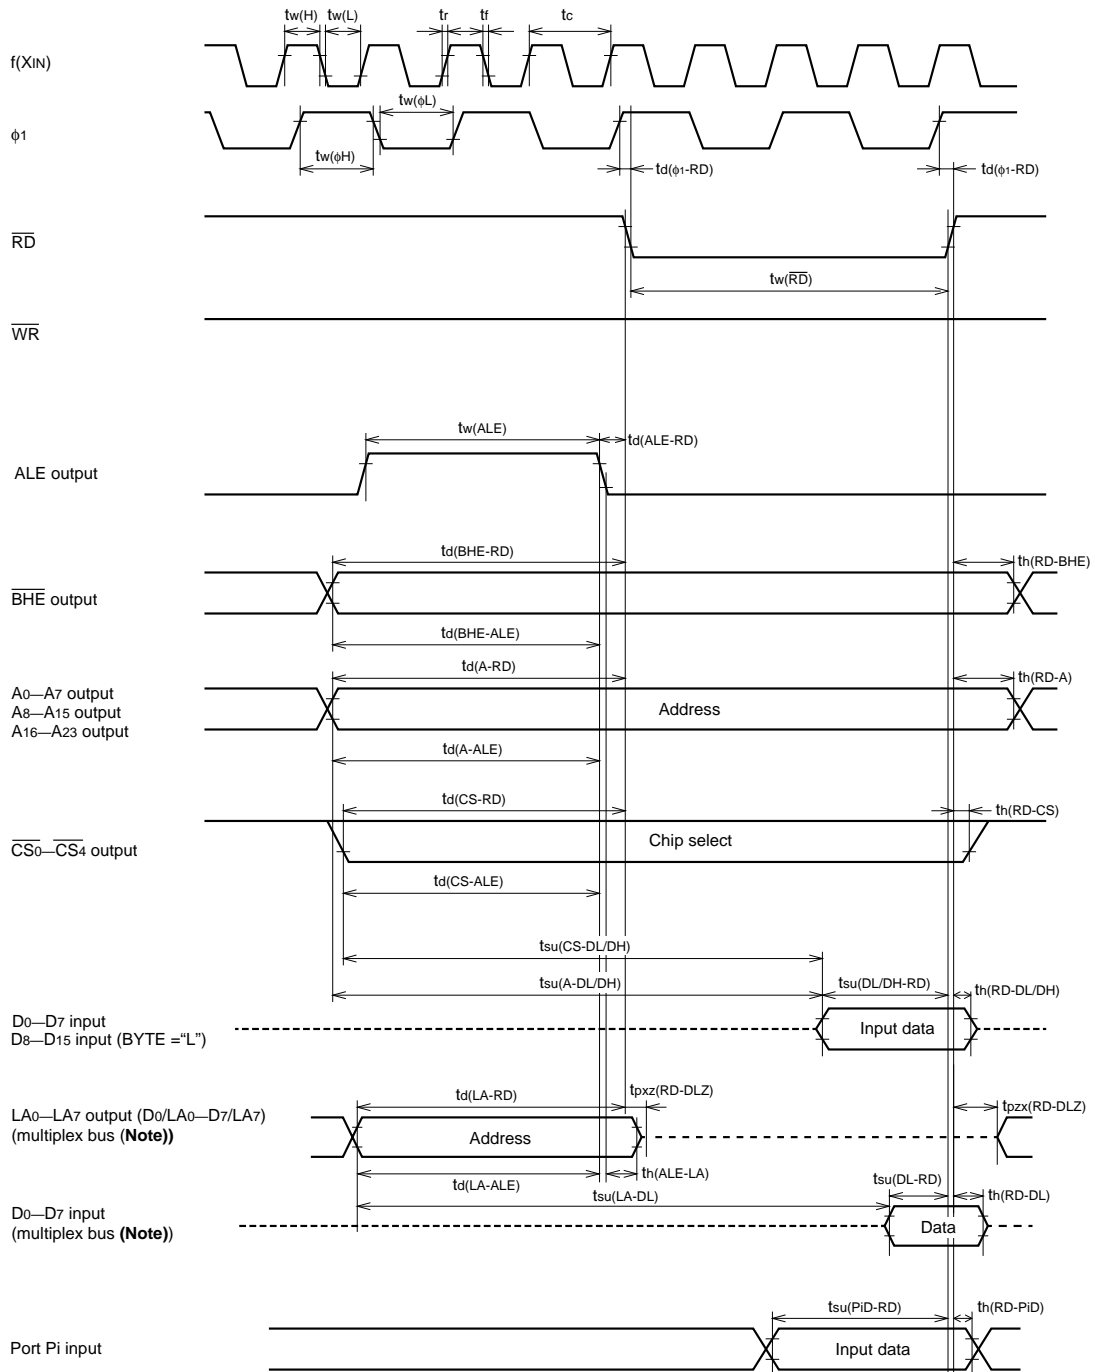 tw(H) tw(L) tr tf tc
f(XIN)
tw(ϕL)
ϕ1
tw(ϕH)
td(ϕ1-RD) td(ϕ1-RD)
RD
tw(RD)
WR
tw(ALE)
td(ALE-RD)
ALE output
td(BHE-RD)
th(RD-BHE)
BHE output
td(BHE-ALE)
td(A-RD)
th(RD-A)
A0—A7 output
A8—A15 output
A16—A23 output
Address
td(A-ALE)
td(CS-RD)
th(RD-CS)
CS0—CS4 output
Chip select
td(CS-ALE)
tsu(CS-DL/DH)
tsu(A-DL/DH) tsu(DL/DH-RD) th(RD-DL/DH)
D0—D7 input
D8—D15 input (BYTE =“L”)
Input data
td(LA-RD) tpxz(RD-DLZ) tpzx(RD-DLZ)
LA0—LA7 output (D0/LA0—D7/LA7)
(multiplex bus (Note))
Address
td(LA-ALE) th(ALE-LA)
tsu(LA-DL) tsu(DL-RD) th(RD-DL)
D0—D7 input
(multiplex bus (Note))
Data
tsu(PiD-RD) th(RD-PiD)
Port Pi input
Input data